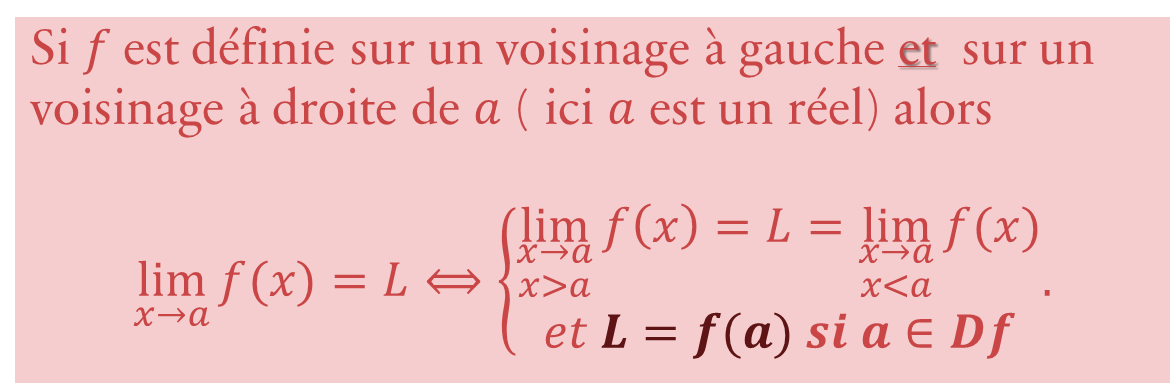 Si f est définie sur un voisinage à gauche et sur un
voisinage à droite de a ( ici a est un réel) alors
lim f(x) = L = lim f(x)
x→a x→a
lim f(x) = L ⟺ { x>a x<a .
x→a
et L = f(a) si a ∈ Df